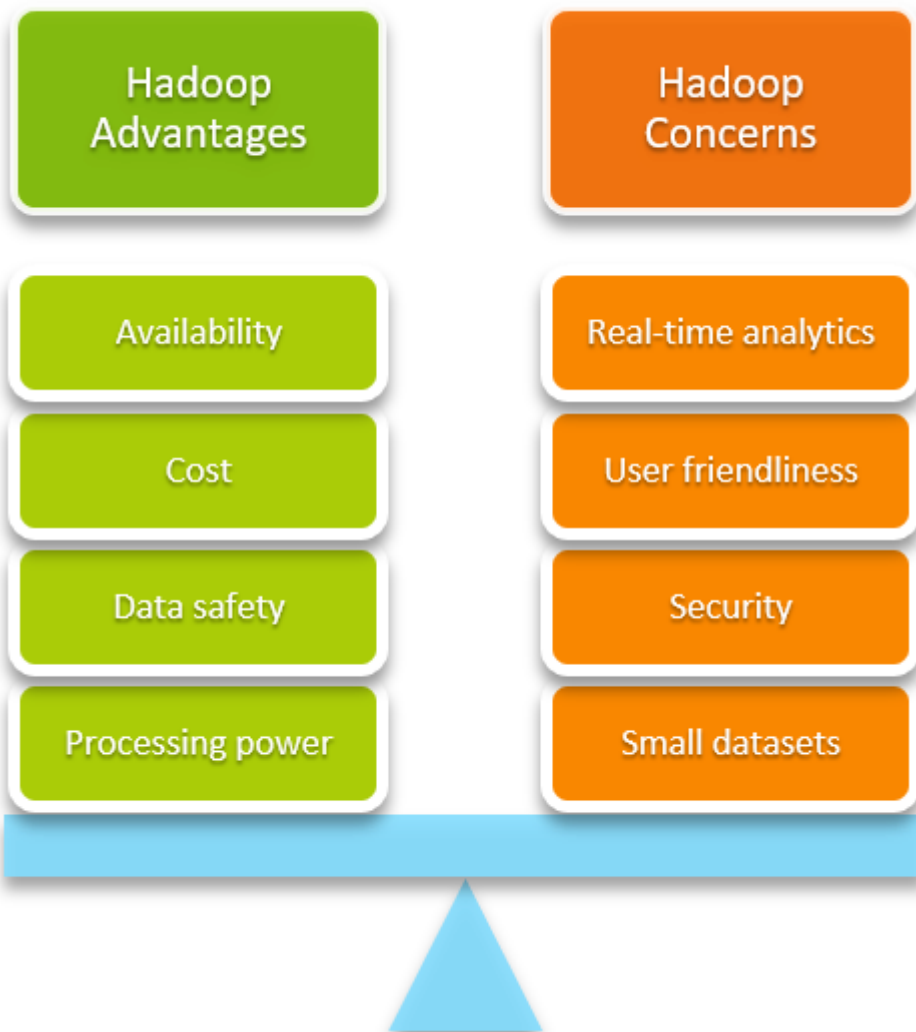 Hadoop
Advantages
Availability
Cost
Data safety
Processing power
Hadoop
Concerns
Real-time analytics
User friendliness
Security
Small datasets